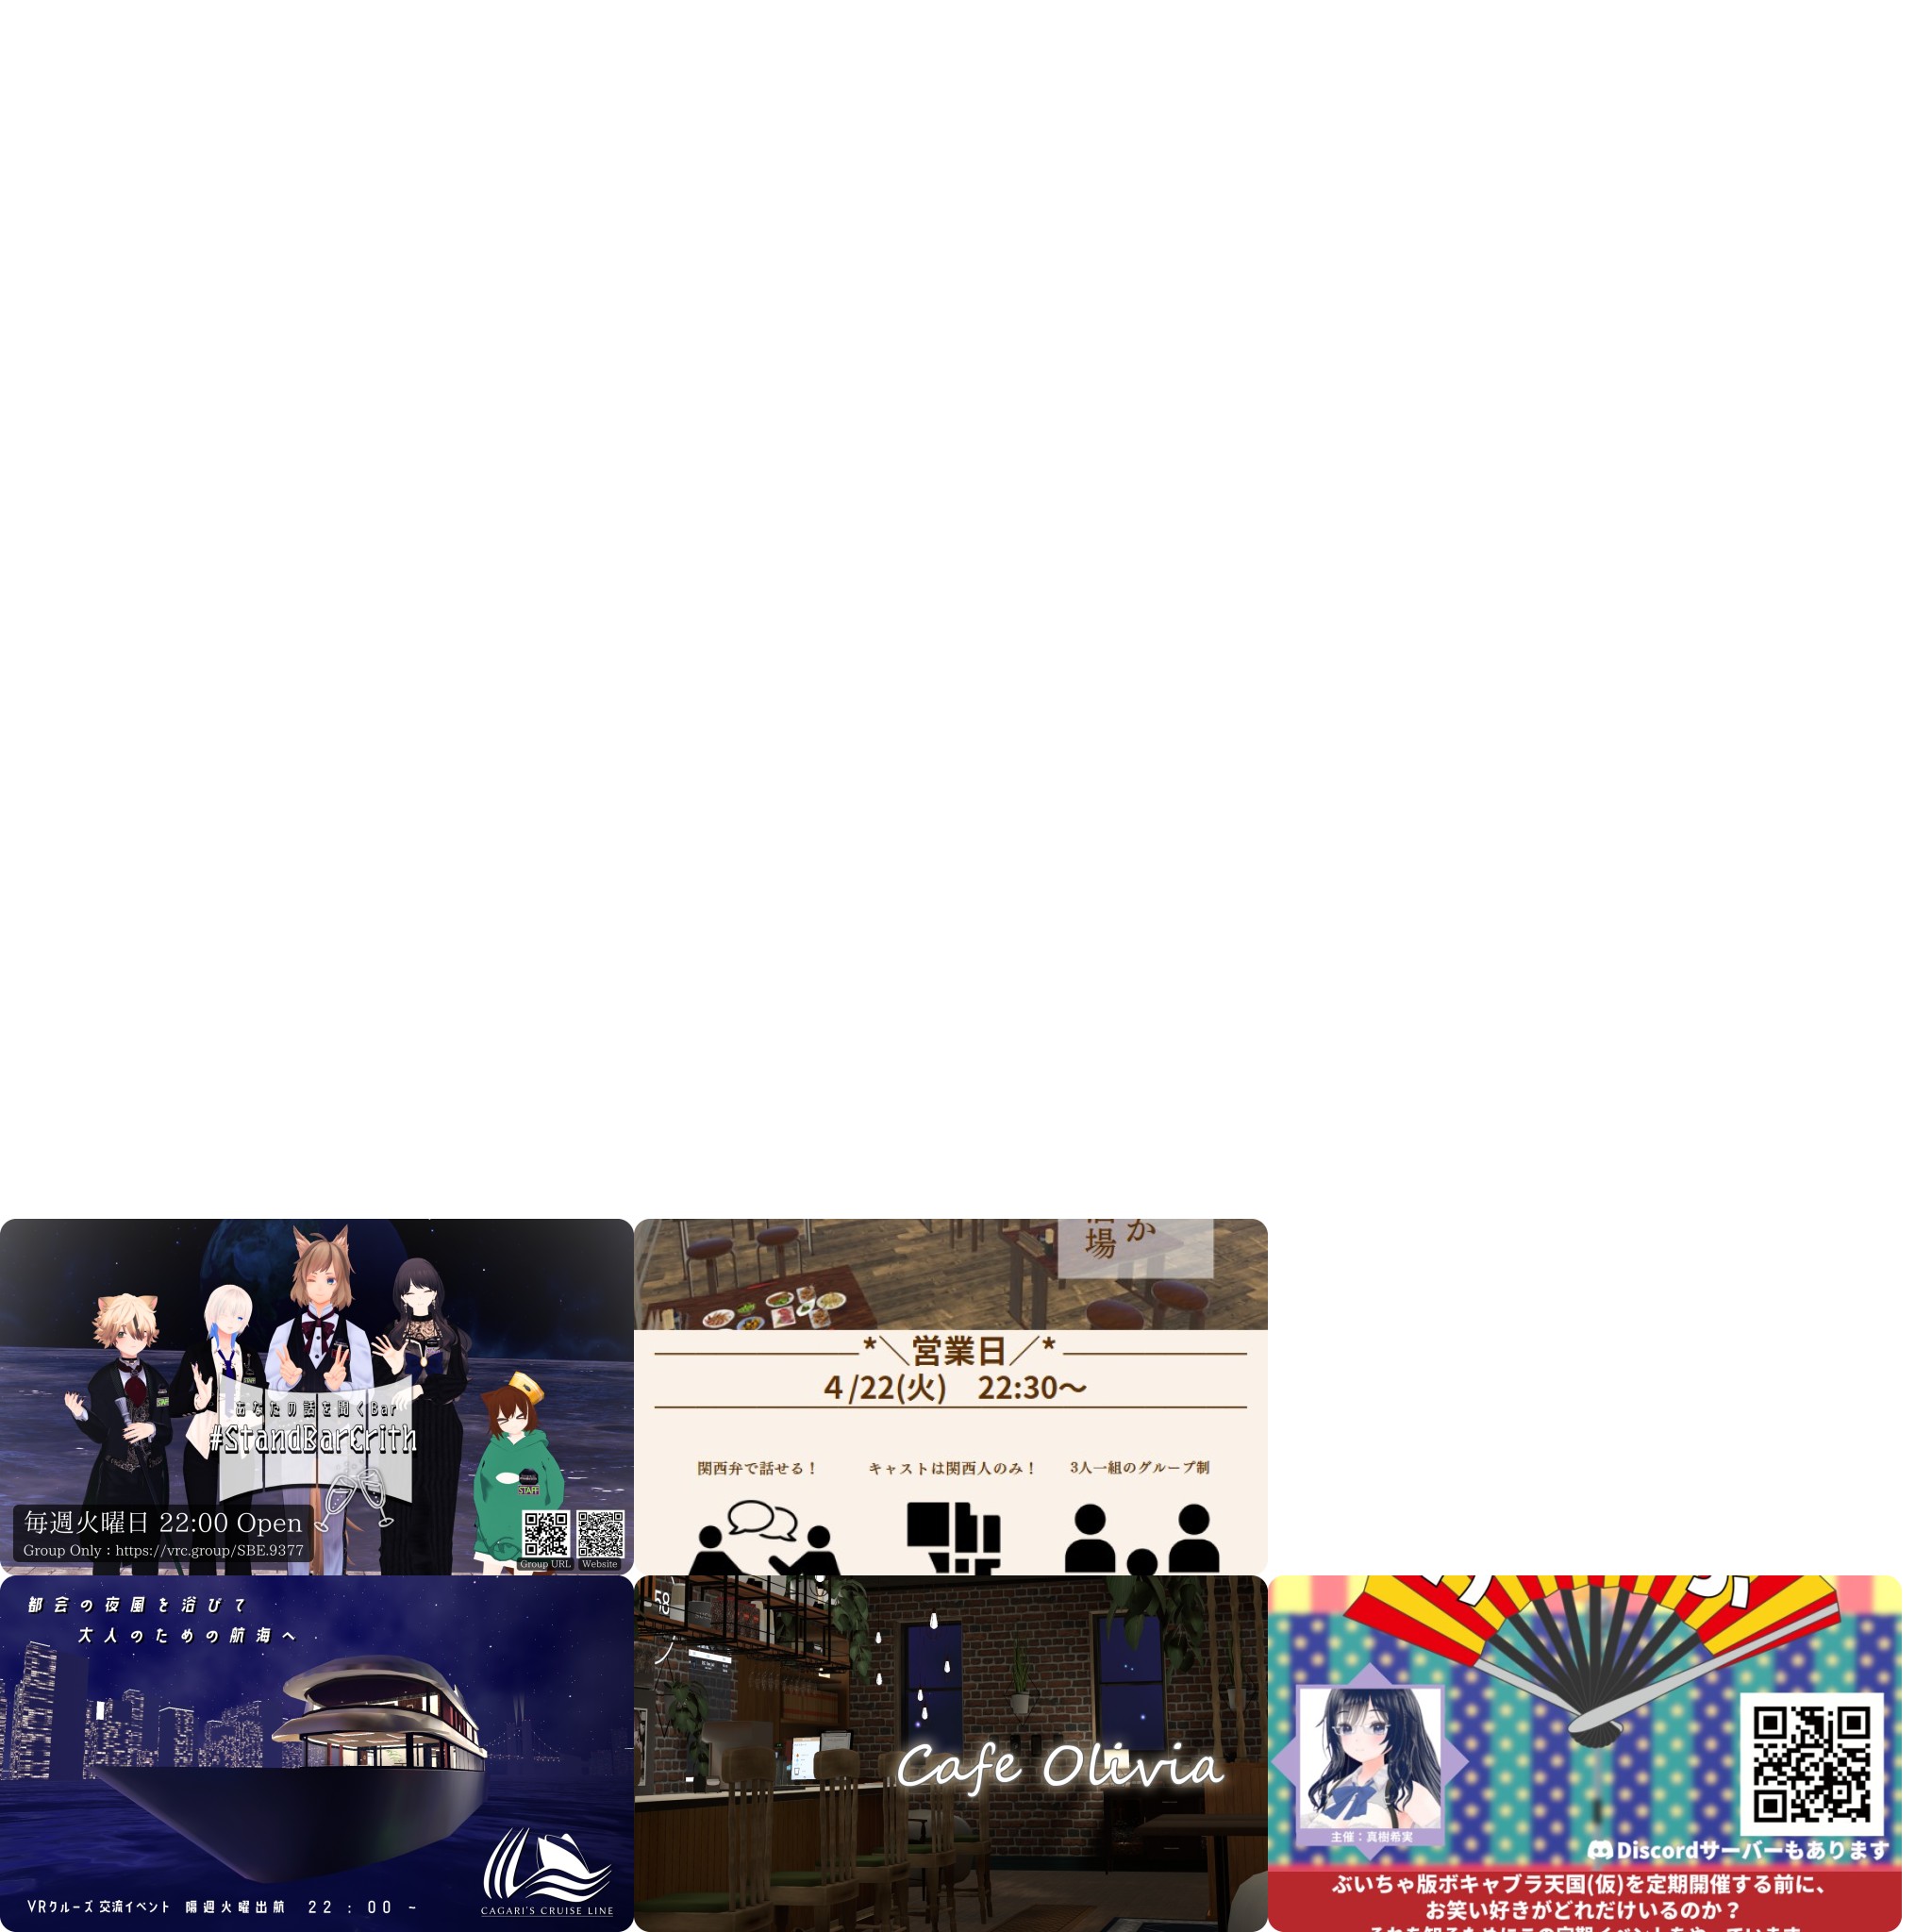 あなたの話を聞くBar
#StandBarCrith
毎週火曜日 22:00 Open
Group Only : https://vrc.group/SBE.9377
STAFF
Group URL
Website
か
場
*＼営業日／*
４/22(火)　22:30～
関西弁で話せる！
キャストは関西人のみ！
3人一組のグループ制
都会の夜風を浴びて
大人のための航海へ
VRクルーズ 交流イベント 隔週火曜出航 22：00 ~
CAGARI'S CRUISE LINE
Cafe Olivia
主催：真樹希実
Discordサーバーもあります
ぶいちゃ版ボキャブラ天国(仮)を定期開催する前に、
お笑い好きがどれだけいるのか？